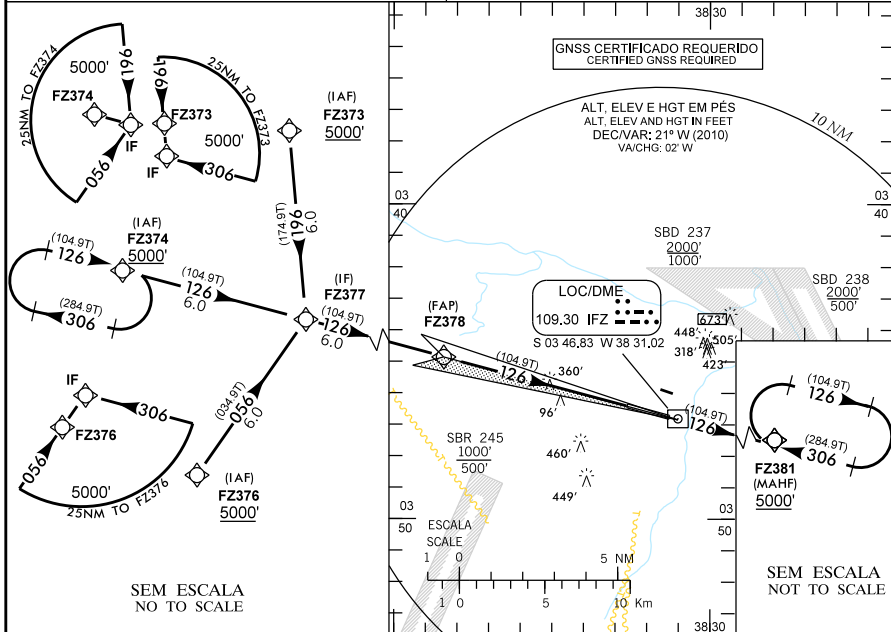 25NM TO FZ374
5000'
196
FZ374
IF
056
196
FZ373
5000'
IF
306
25NM TO FZ373
(IAF)
FZ373
5000'
(174.9T)
196
6.0
(IAF)
FZ374
5000'
(104.9T)
126
(284.9T)
306
(104.9T)
126
6.0
(IF)
FZ377
(104.9T)
126
6.0
(034.9T)
056
6.0
IF
306
FZ376
056
5000'
25NM TO FZ376
(IAF)
FZ376
5000'
SEM ESCALA
NO TO SCALE
38 30
GNSS CERTIFICADO REQUERIDO
CERTIFIED GNSS REQUIRED
ALT, ELEV E HGT EM PÉS
ALT, ELEV AND HGT IN FEET
DEC/VAR: 21° W (2010)
VA/CHG: 02' W
10 NM
03
40
03
40
SBD 237
2000'
1000'
SBD 238
2000'
500'
LOC/DME
109.30 IFZ
S 03 46.83 W 38 31.02
673'
448'
505'
318'
423'
(FAP)
FZ378
(104.9T)
126
360'
96'
460'
449'
SBR 245
1000'
500'
(104.9T)
126
(104.9T)
126
(284.9T)
306
FZ381
(MAHF)
5000'
03
50
03
50
ESCALA
SCALE
1 0 5 NM
1 0 5 10 Km
38 30
SEM ESCALA
NOT TO SCALE